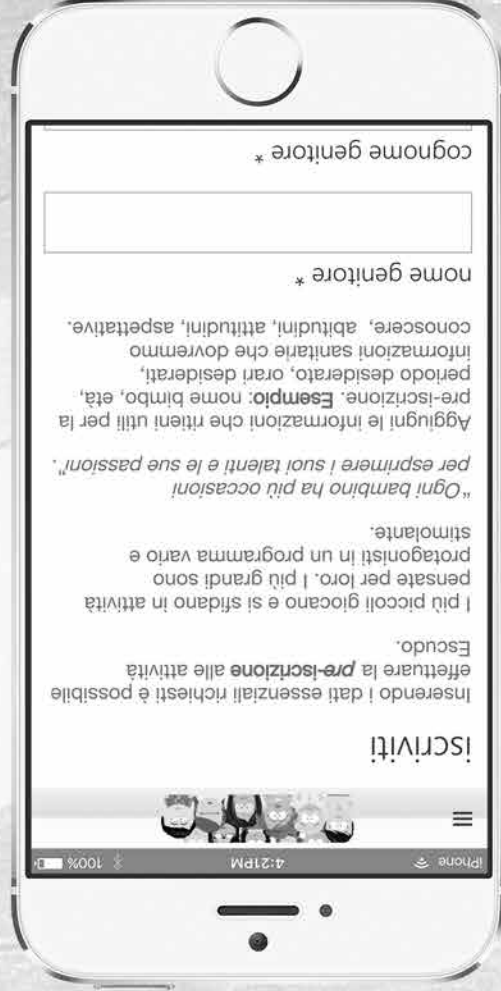 iPhone 4:21PM 100%
iscriviti
Inserendo i dati essenziali richiesti è possibile
effettuare la pre-iscrizione alle attività
Escudo.
I più piccoli giocano e si sfidano in attività
pensate per loro. I più grandi sono
protagonisti in un programma vario e
stimolante.
"Ogni bambino ha più occasioni
per esprimere i suoi talenti e le sue passioni".
Aggiugni le informazioni che ritieni utili per la
pre-iscrizione. Esempio: nome bimbo, età,
periodo desiderato, orari desiderati,
informazioni sanitarie che dovremmo
conoscere, abitudini, attitudini, aspettative.
nome genitore *
cognome genitore *